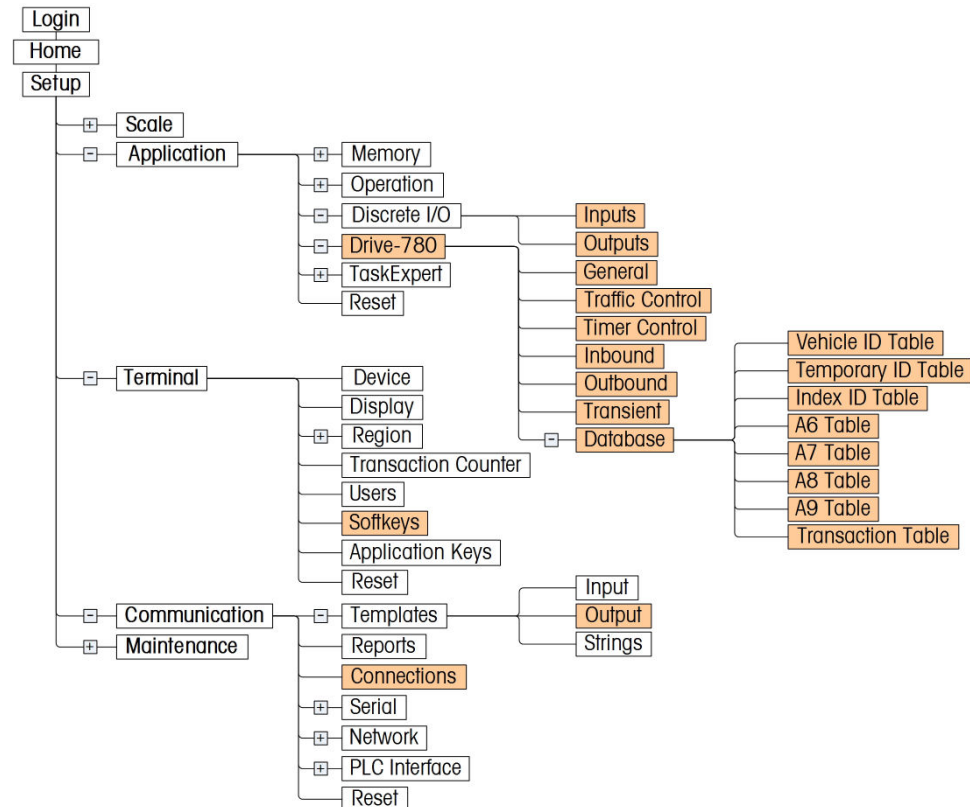 Login
Home
Setup
+ Scale
- Application
+ Memory
+ Operation
- Discrete I/O
Inputs
Outputs
- Drive-780
General
Traffic Control
Timer Control
Inbound
Outbound
Transient
- Database
Vehicle ID Table
Temporary ID Table
Index ID Table
A6 Table
A7 Table
A8 Table
A9 Table
Transaction Table
+ TaskExpert
Reset
- Terminal
Device
Display
+ Region
Transaction Counter
Users
Softkeys
Application Keys
Reset
- Communication
- Templates
Input
Output
Strings
Reports
Connections
+ Serial
+ Network
+ PLC Interface
Reset
+ Maintenance